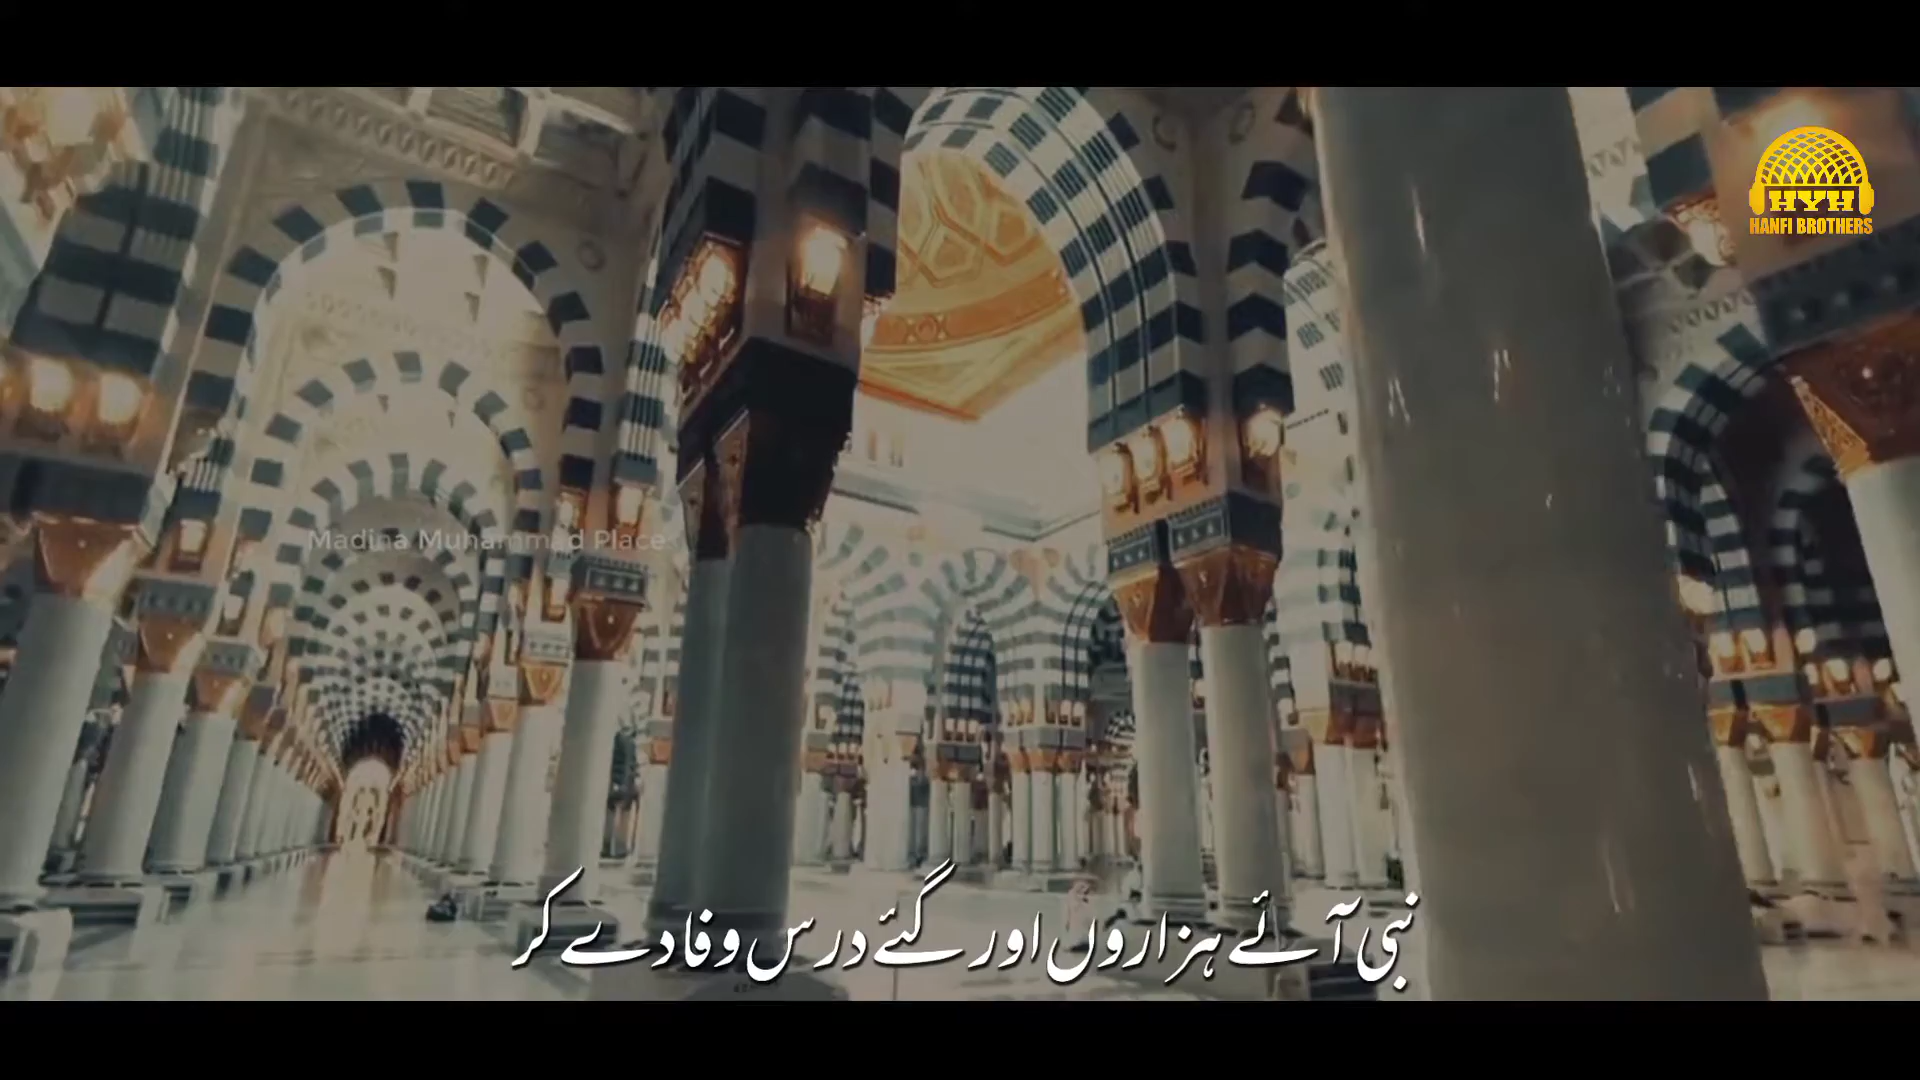 HYH
HANFI BROTHERS
Madina Muhammad Place
نبی آئے ہزاروں اور گئے درس وفا دے کر